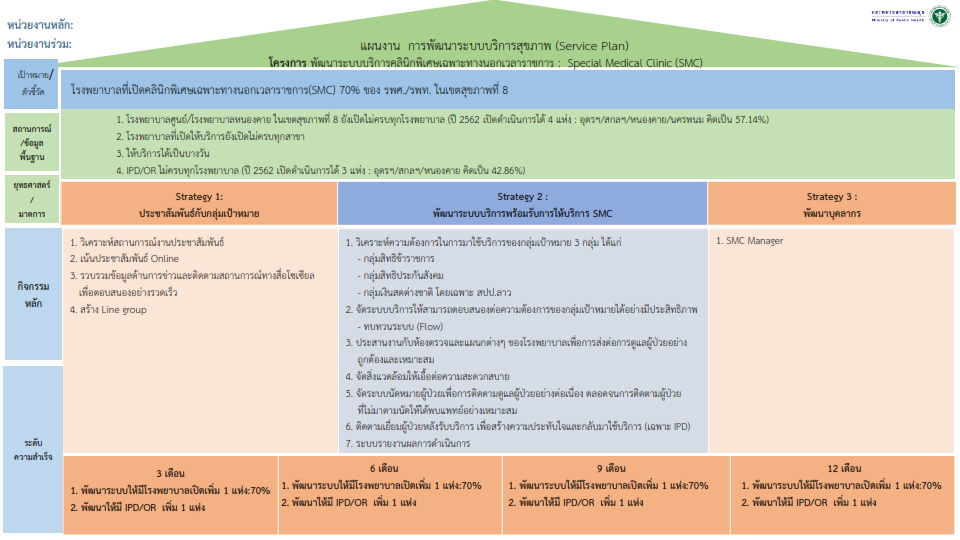 หน่วยงานหลัก:
หน่วยงานร่วม:
กระทรวงสาธารณสุข
Ministry of Public Health
แผนงาน การพัฒนาระบบบริการสุขภาพ (Service Plan)
โครงการ พัฒนาระบบบริการคลินิกพิเศษเฉพาะทางนอกเวลาราชการ : Special Medical Clinic (SMC)
เป้าหมาย/
ตัวชี้วัด
โรงพยาบาลที่เปิดคลินิกพิเศษเฉพาะทางนอกเวลาราชการ(SMC) 70% ของ รพศ./รพท. ในเขตสุขภาพที่ 8
สถานการณ์
/ข้อมูล
พื้นฐาน
1. โรงพยาบาลศูนย์/โรงพยาบาลหนองคาย ในเขตสุขภาพที่ 8 ยังเปิดไม่ครบทุกโรงพยาบาล (ปี 2562 เปิดดำเนินการได้ 4 แห่ง : อุดรฯ/สกลฯ/หนองคาย/นครพนม คิดเป็น 57.14%)
2. โรงพยาบาลที่เปิดให้บริการยังเปิดไม่ครบทุกสาขา
3. ให้บริการได้เป็นบางวัน
4. IPD/OR ไม่ครบทุกโรงพยาบาล (ปี 2562 เปิดดำเนินการได้ 3 แห่ง : อุดรฯ/สกลฯ/หนองคาย คิดเป็น 42.86%)
ยุทธศาสตร์
/
มาตการ
Strategy 1:
ประชาสัมพันธ์กับกลุ่มเป้าหมาย
Strategy 2 :
พัฒนาระบบบริการพร้อมรับการให้บริการ SMC
Strategy 3 :
พัฒนาบุคลากร
กิจกรรม
หลัก
1. วิเคราะห์สถานการณ์งานประชาสัมพันธ์
2. เน้นประชาสัมพันธ์ Online
3. รวบรวมข้อมูลด้านการข่าวและติดตามสถานการณ์ทางสื่อโซเชียล
เพื่อตอบสนองอย่างรวดเร็ว
4. สร้าง Line group
1. วิเคราะห์ความต้องการในการมาใช้บริการของกลุ่มเป้าหมาย 3 กลุ่ม ได้แก่
- กลุ่มสิทธิข้าราชการ
- กลุ่มสิทธิประกันสังคม
- กลุ่มเงินสดต่างชาติ โดยเฉพาะ สปป.ลาว
2. จัดระบบบริการให้สามารถตอบสนองต่อความต้องการของกลุ่มเป้าหมายได้อย่างมีประสิทธิภาพ
- ทบทวนระบบ (Flow)
3. ประสานงานกับห้องตรวจและแผนกต่างๆ ของโรงพยาบาลเพื่อการส่งต่อการดูแลผู้ป่วยอย่าง
ถูกต้องและเหมาะสม
4. จัดสิ่งแวดล้อมให้เอื้อต่อความสะดวกสบาย
5. จัดระบบนัดหมายผู้ป่วยเพื่อการติดตามดูแลผู้ป่วยอย่างต่อเนื่อง ตลอดจนการติดตามผู้ป่วย
ที่ไม่มาตามนัดให้ได้พบแพทย์อย่างเหมาะสม
6. ติดตามเยี่ยมผู้ป่วยหลังรับบริการ เพื่อสร้างความประทับใจและกลับมาใช้บริการ (เฉพาะ IPD)
7. ระบบรายงานผลการดำเนินการ
1. SMC Manager
ระดับ
ความสำเร็จ
3 เดือน
1. พัฒนาระบบให้มีโรงพยาบาลเปิดเพิ่ม 1 แห่ง:70%
2. พัฒนาให้มี IPD/OR เพิ่ม 1 แห่ง
6 เดือน
1. พัฒนาระบบให้มีโรงพยาบาลเปิดเพิ่ม 1 แห่ง:70%
2. พัฒนาให้มี IPD/OR เพิ่ม 1 แห่ง
9 เดือน
1. พัฒนาระบบให้มีโรงพยาบาลเปิดเพิ่ม 1 แห่ง:70%
2. พัฒนาให้มี IPD/OR เพิ่ม 1 แห่ง
12 เดือน
1. พัฒนาระบบให้มีโรงพยาบาลเปิดเพิ่ม 1 แห่ง:70%
2. พัฒนาให้มี IPD/OR เพิ่ม 1 แห่ง